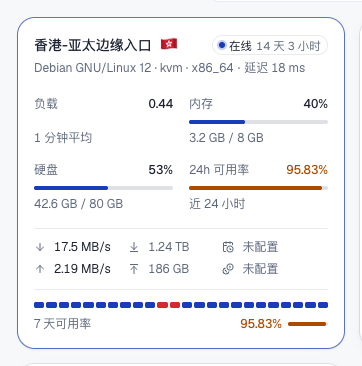 香港-亚太边缘入口 🇭🇰 在线 14 天 3 小时
Debian GNU/Linux 12 · kvm · x86_64 · 延迟 18 ms
负载 0.44 内存 40%
1 分钟平均 3.2 GB / 8 GB
硬盘 53% 24h 可用率 95.83%
42.6 GB / 80 GB 近 24 小时
↓ 17.5 MB/s 1.24 TB 未配置
↑ 2.19 MB/s 186 GB 未配置
7 天可用率 95.83%